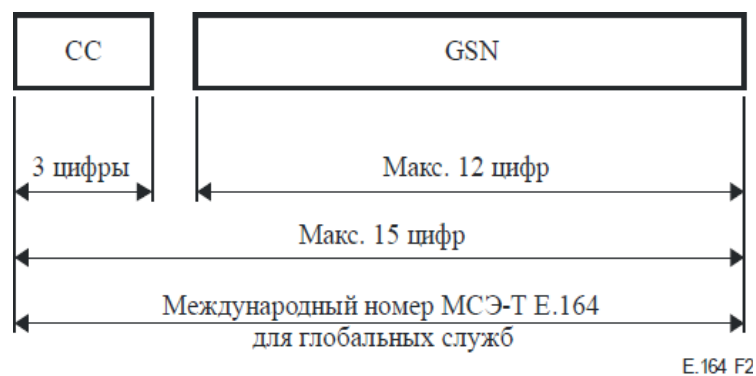 CC
GSN
3 цифры
Макс. 12 цифр
Макс. 15 цифр
Международный номер МСЭ-Т Е.164
для глобальных служб
E.164 F2